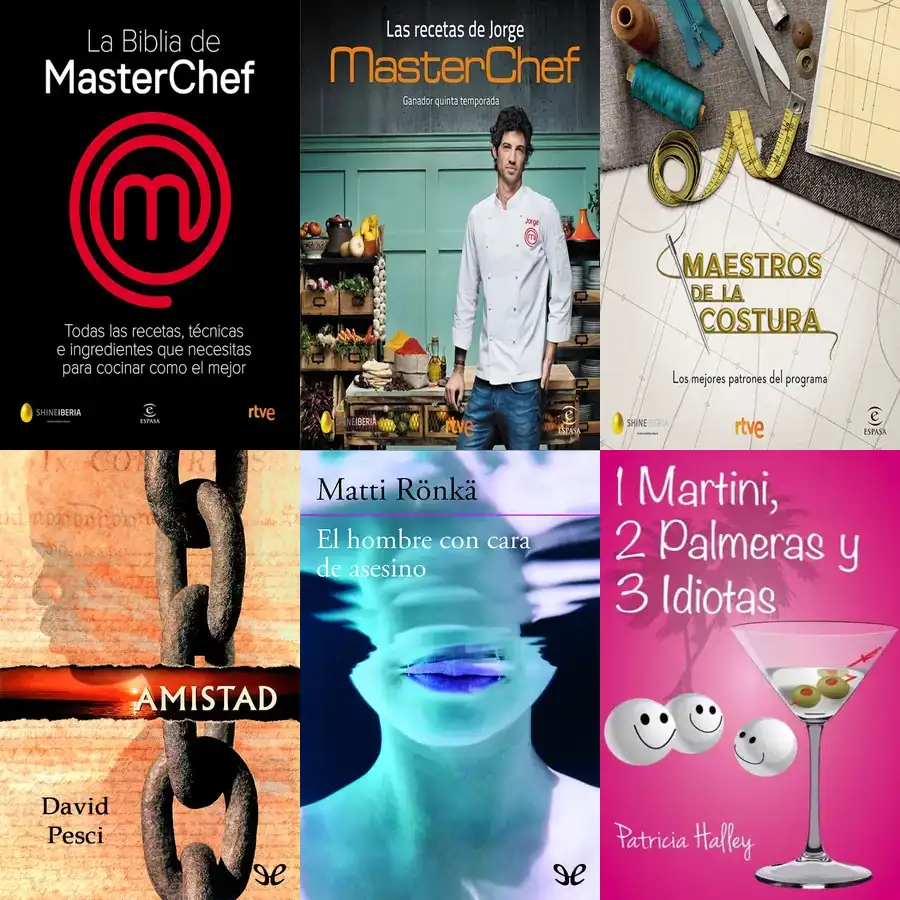 La Biblia de
MasterChef
m
Todas las recetas, técnicas
e ingredientes que necesitas
para cocinar como el mejor
SHINEIBERIA
e
ESPASA
rtve
Las recetas de Jorge
MasterChef
Ganador quinta temporada
Jorge
SHINEIBERIA
rtve
e
ESPASA
MAESTROS
DE LA
COSTURA
Los mejores patrones del programa
SHINEIBERIA
rtve
e
ESPASA
AMISTAD
David
Pesci
Matti Rönkä
El hombre con cara
de asesino
1 Martini,
2 Palmeras y
3 Idiotas
Patricia Halley